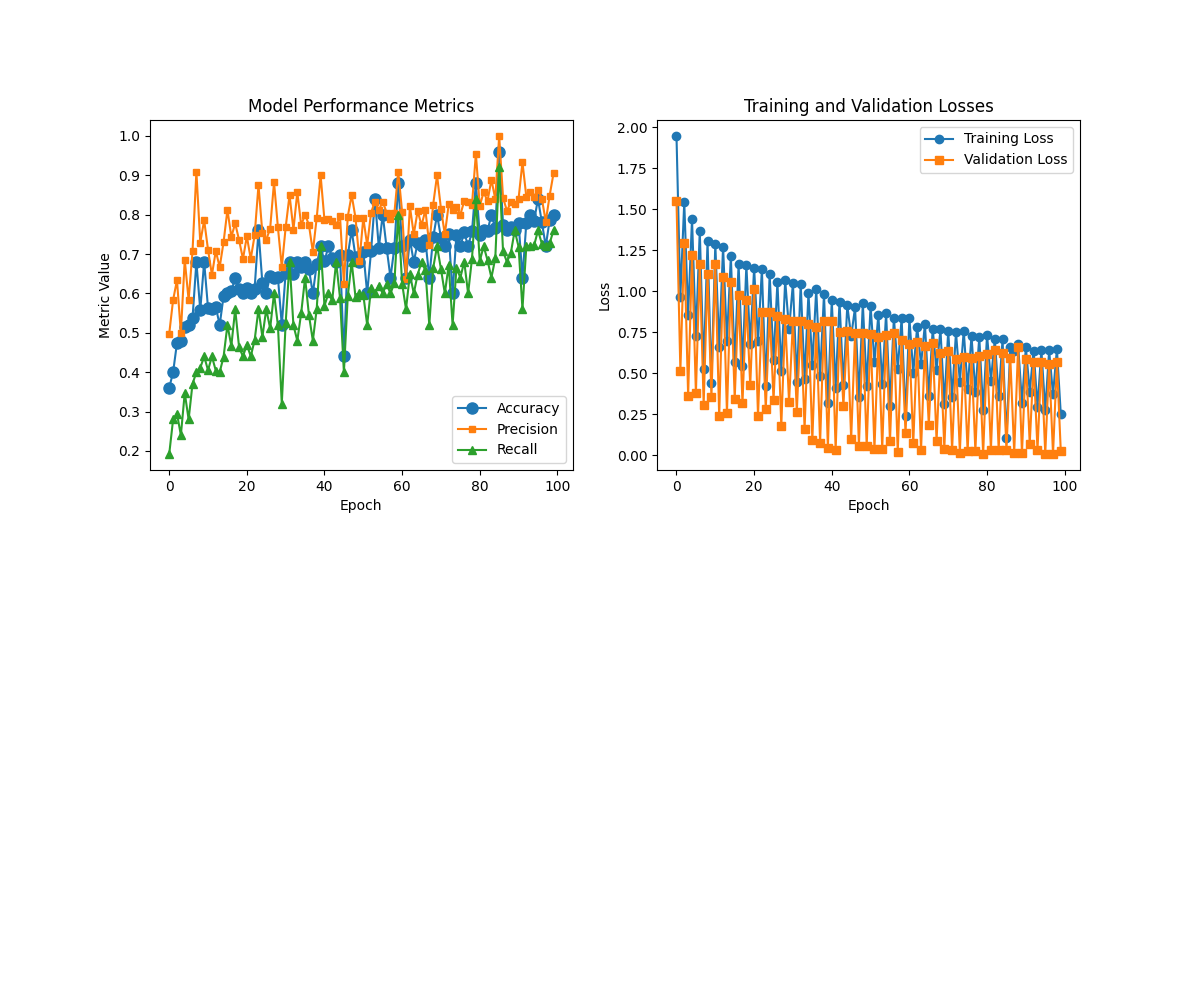 Model Performance Metrics
1.0
0.9
0.8
0.7
0.6
0.5
0.4
0.3
0.2
Metric Value
0 20 40 60 80 100
Epoch
Accuracy
Precision
Recall
Training and Validation Losses
2.00
1.75
1.50
1.25
1.00
0.75
0.50
0.25
0.00
Loss
0 20 40 60 80 100
Epoch
Training Loss
Validation Loss